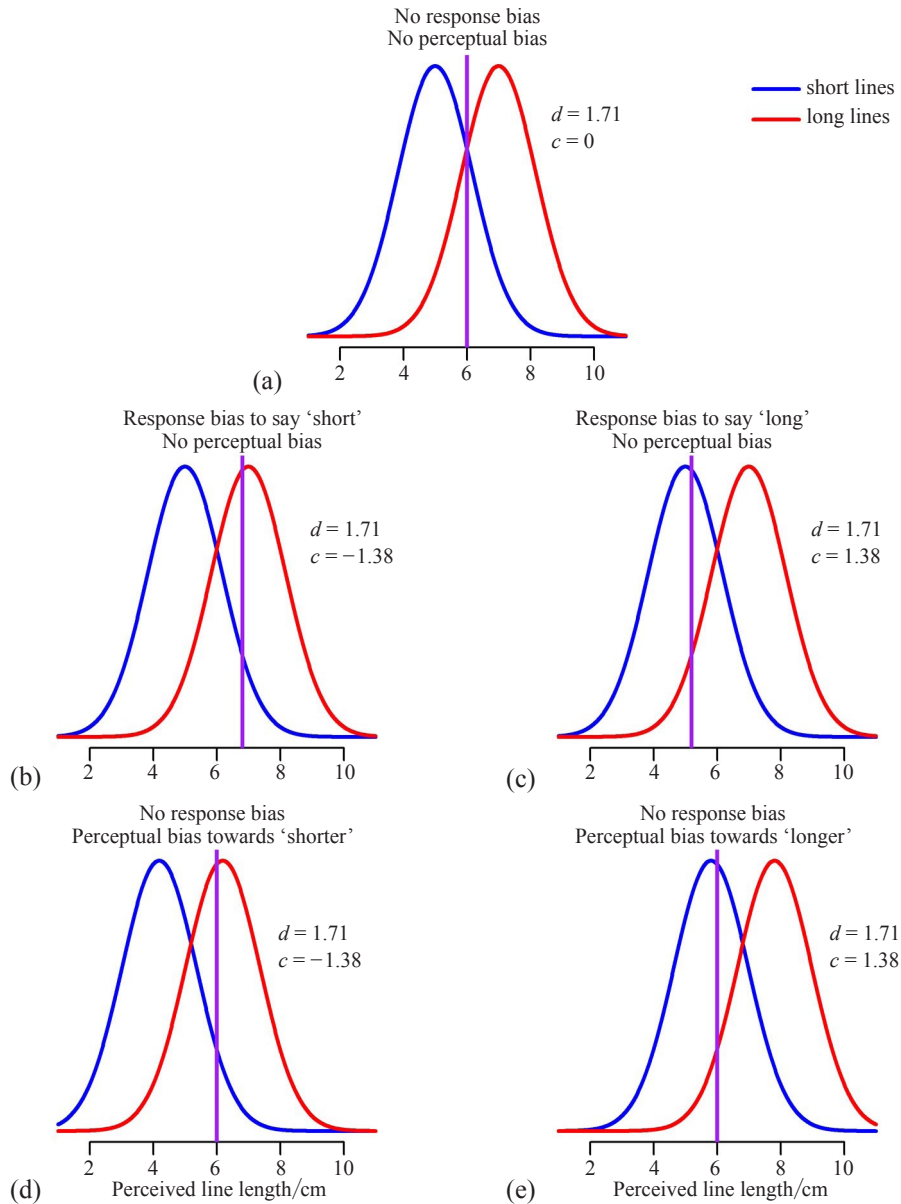 No response bias
No perceptual bias
short lines
long lines
d = 1.71
c = 0
2 4 6 8 10
(a)
Response bias to say ‘short’
No perceptual bias
d = 1.71
c = −1.38
2 4 6 8 10
(b)
Response bias to say ‘long’
No perceptual bias
d = 1.71
c = 1.38
2 4 6 8 10
(c)
No response bias
Perceptual bias towards ‘shorter’
d = 1.71
c = −1.38
2 4 6 8 10
(d)
Perceived line length/cm
No response bias
Perceptual bias towards ‘longer’
d = 1.71
c = 1.38
2 4 6 8 10
(e)
Perceived line length/cm